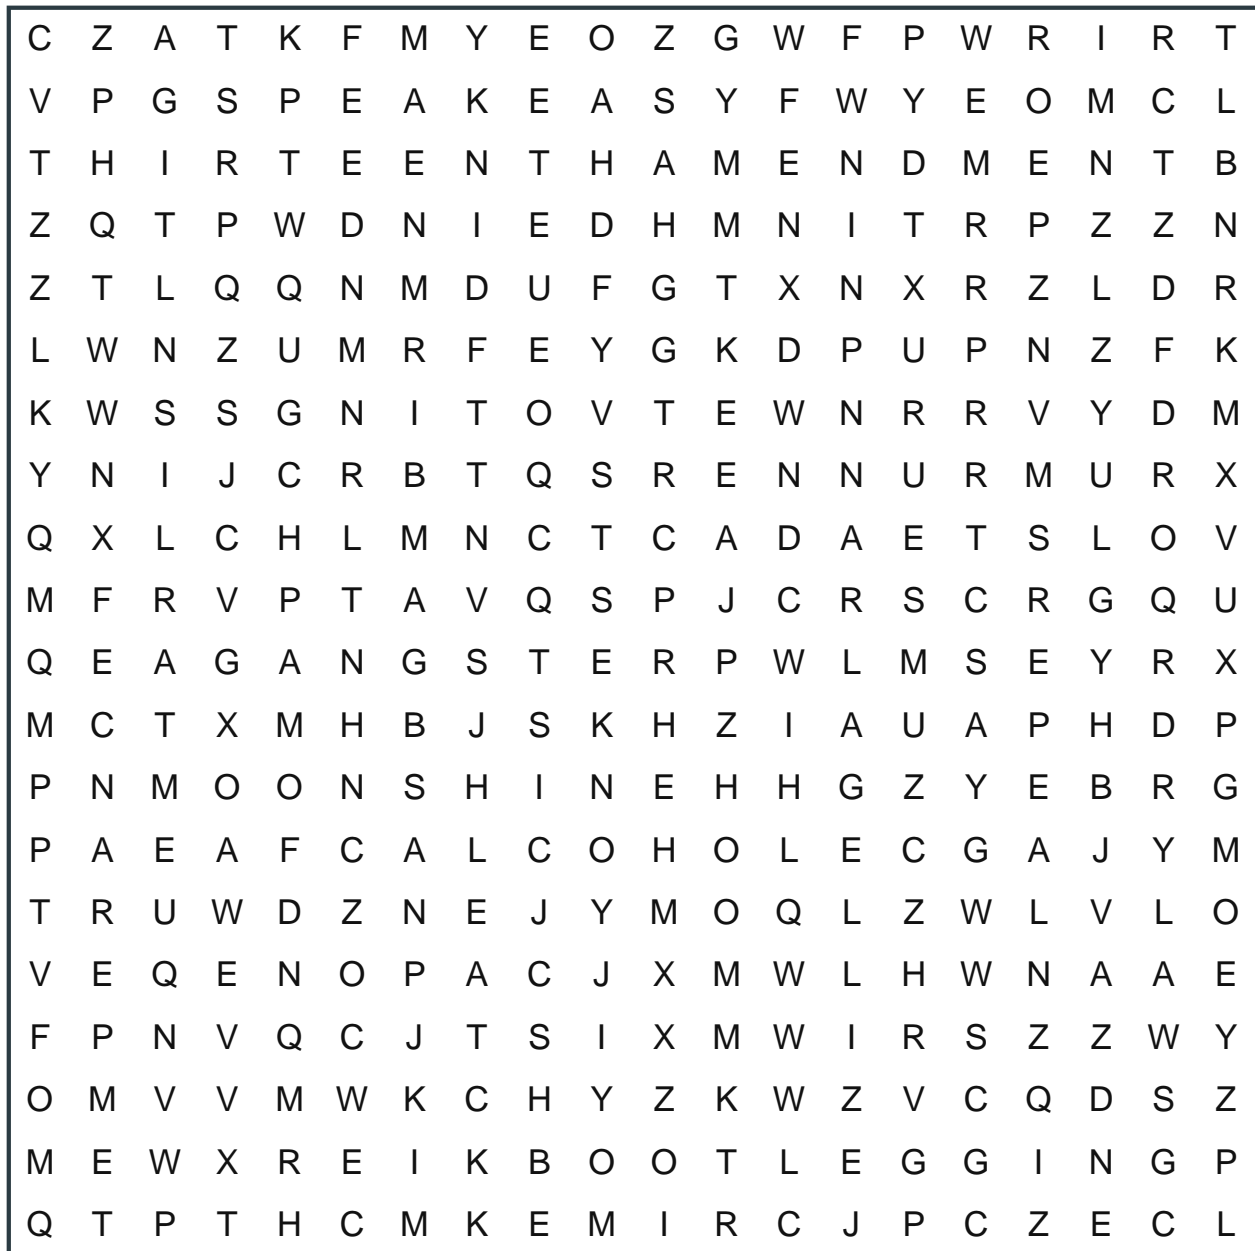 C Z A T K F M Y E O Z G W F P W R I R T
V P G S P E A K E A S Y F W Y E O M C L
T H I R T E E N T H A M E N D M E N T B
Z Q T P W D N I E D H M N I T R P Z Z N
Z T L Q Q N M D U F G T X N X R Z L D R
L W N Z U M R F E Y G K D P U P N Z F K
K W S S G N I T O V T E W N R R V Y D M
Y N I J C R B T Q S R E N N U R M U R X
Q X L C H L M N C T C A D A E T S L O V
M F R V P T A V Q S P J C R S C R G Q U
Q E A G A N G S T E R P W L M S E Y R X
M C T X M H B J S K H Z I A U A P H D P
P N M O O N S H I N E H H G Z Y E B R G
P A E A F C A L C O H O L E C G A J Y M
T R U W D Z N E J Y M O Q L Z W L V L O
V E Q E N O P A C J X M W L H W N A A E
F P N V Q C J T S I X M W I R S Z Z W Y
O M V V M W K C H Y Z K W Z V C Q D S Z
M E W X R E I K B O O T L E G G I N G P
Q T P T H C M K E M I R C J P C Z E C L